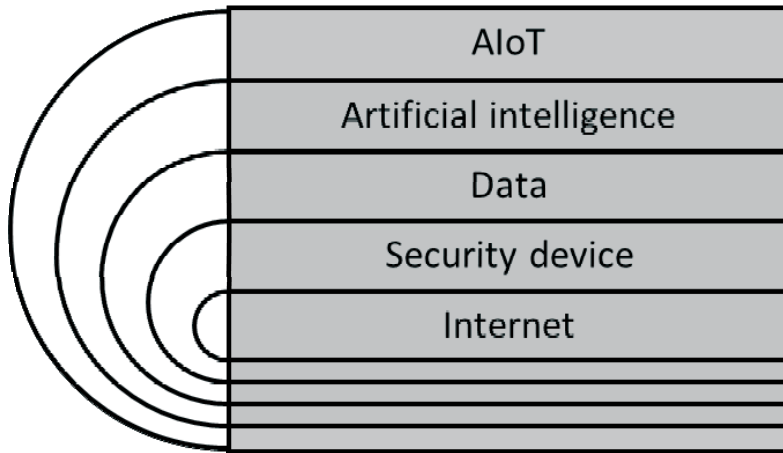 AIoT
Artificial intelligence
Data
Security device
Internet